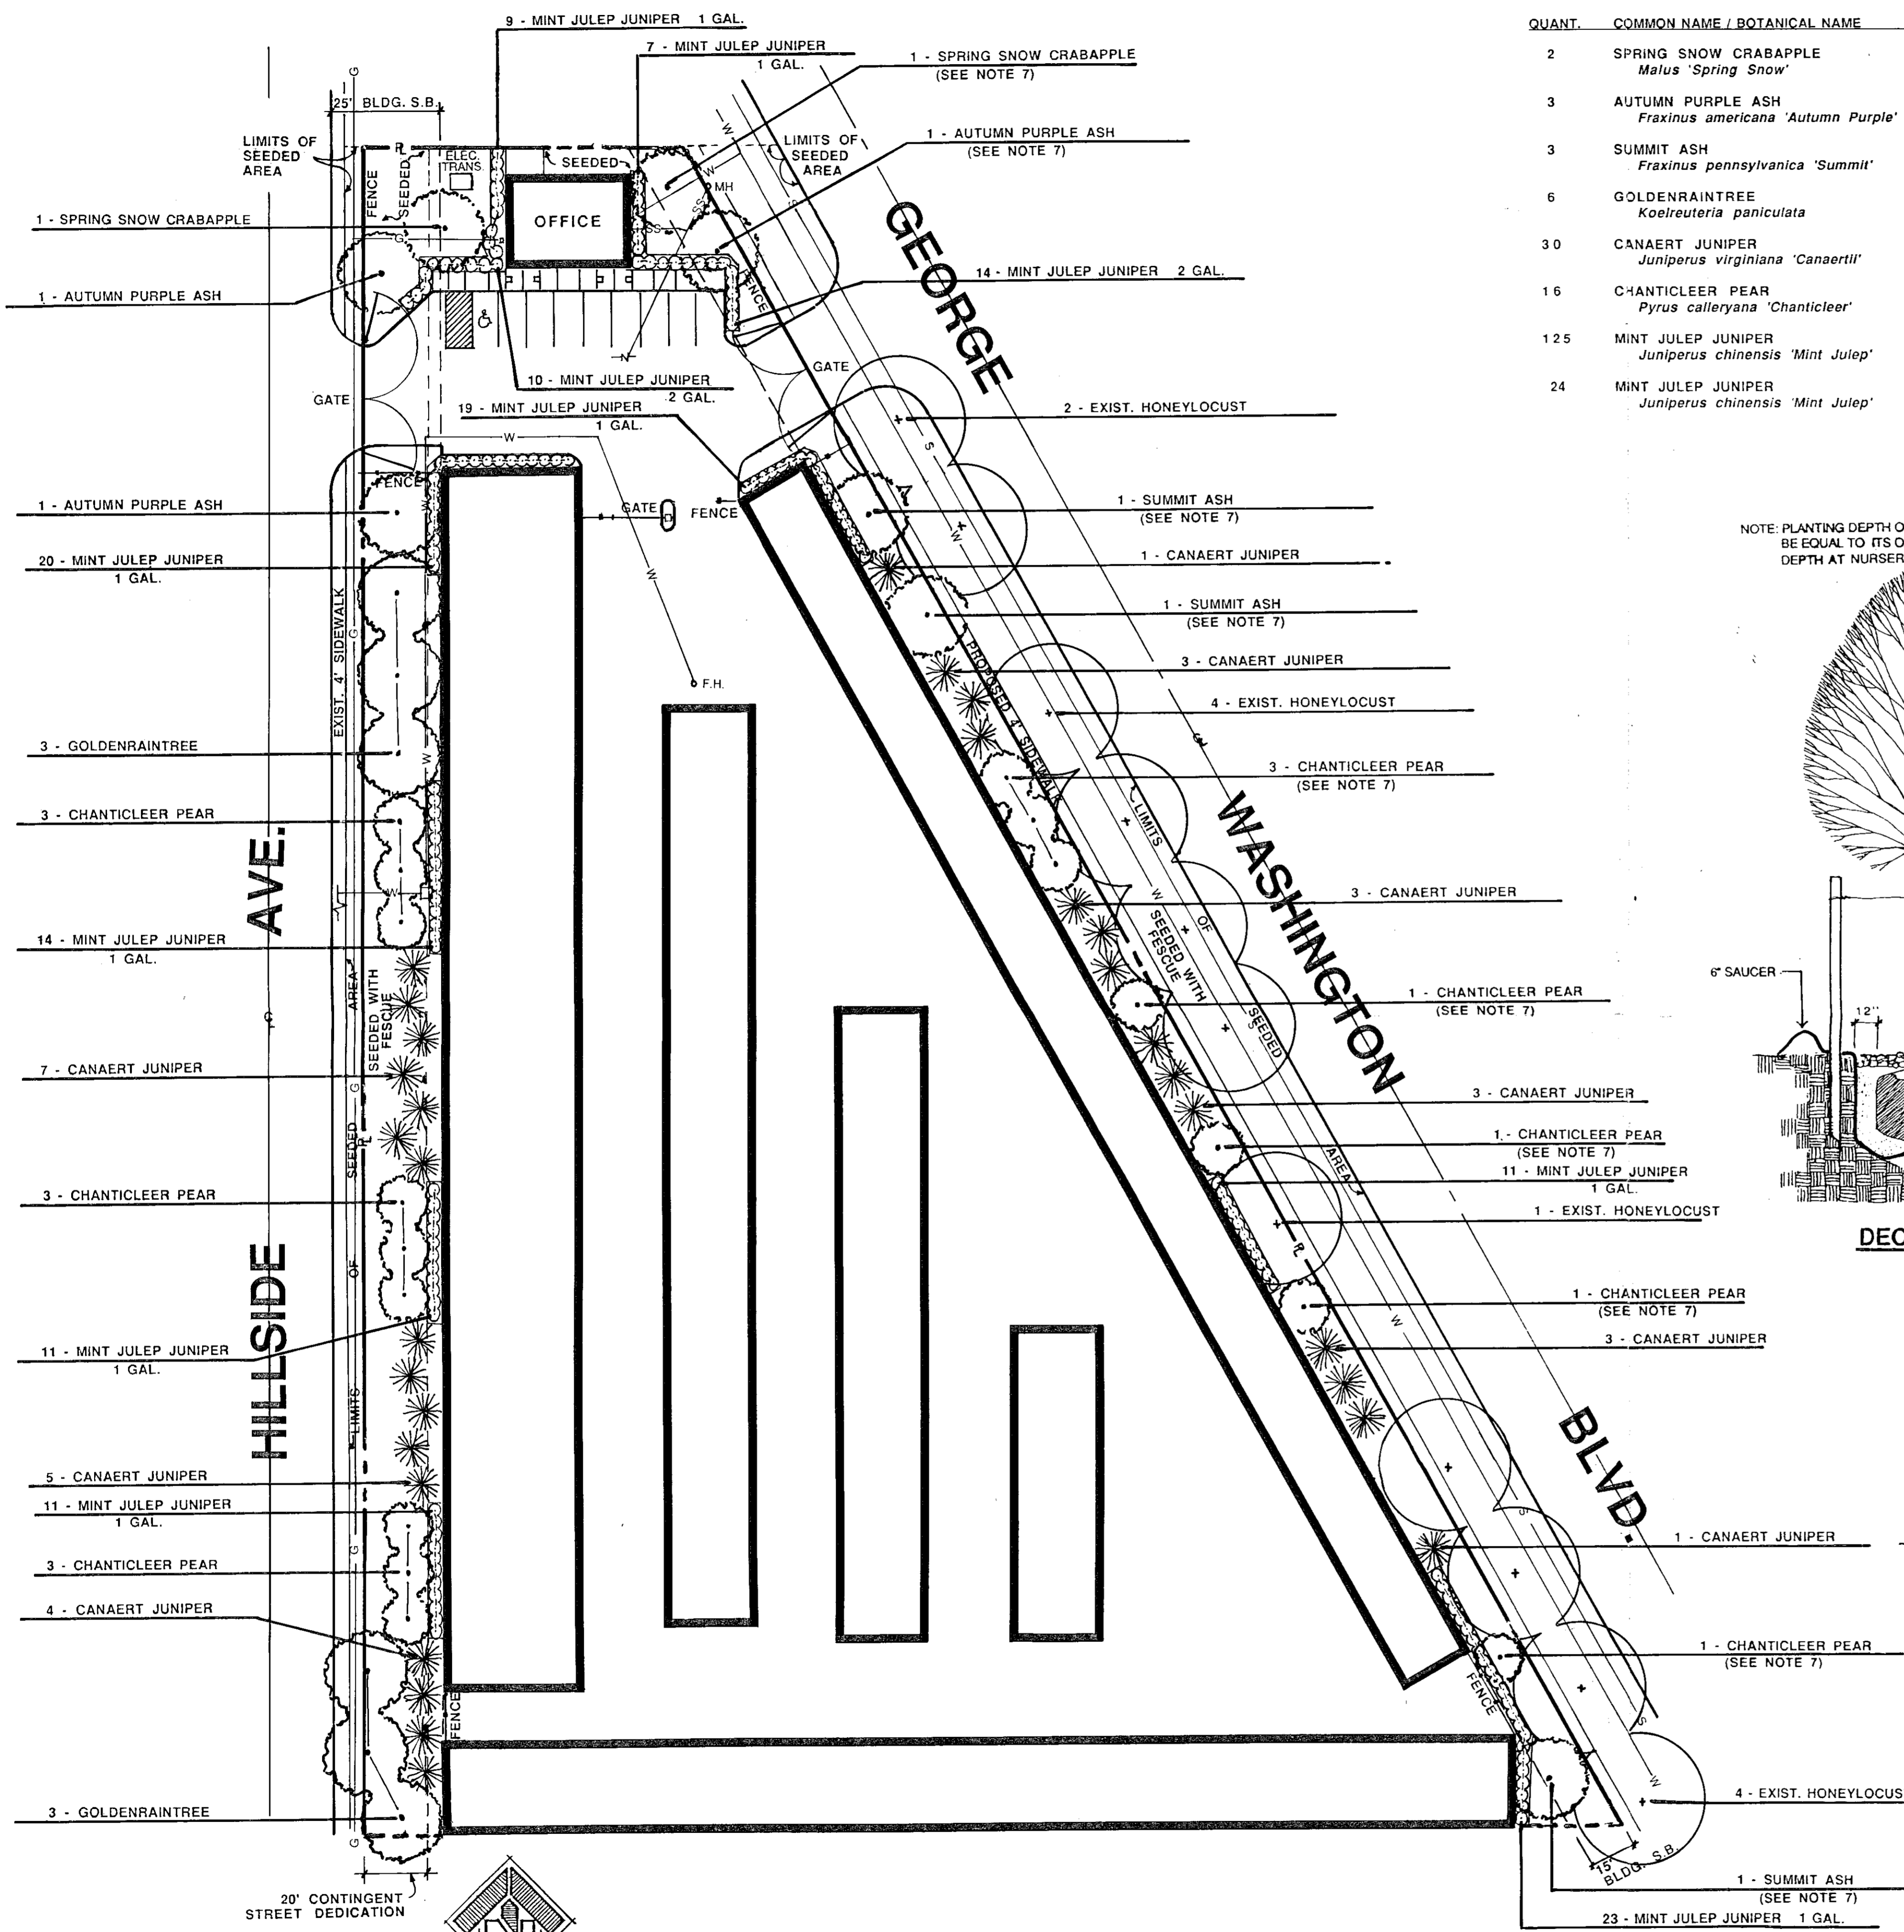 9 - MINT JULEP JUNIPER 1 GAL.
7 - MINT JULEP JUNIPER
1 GAL.
1 - SPRING SNOW CRABAPPLE
(SEE NOTE 7)
25' BLDG. S.B.
LIMITS OF
SEEDED
AREA
FENCE
SEEDED
ELEC.
TRANS.
SEEDED
LIMITS OF
SEEDED
AREA
1 - AUTUMN PURPLE ASH
(SEE NOTE 7)
MH
OFFICE
1 - SPRING SNOW CRABAPPLE
1 - AUTUMN PURPLE ASH
14 - MINT JULEP JUNIPER 2 GAL.
FENCE
GATE
GATE
10 - MINT JULEP JUNIPER
2 GAL.
19 - MINT JULEP JUNIPER
1 GAL.
2 - EXIST. HONEYLOCUST
FENCE
GATE
FENCE
1 - AUTUMN PURPLE ASH
1 - SUMMIT ASH
(SEE NOTE 7)
20 - MINT JULEP JUNIPER
1 GAL.
1 - CANAERT JUNIPER
EXIST. 4' SIDEWALK
1 - SUMMIT ASH
(SEE NOTE 7)
F.H.
PROPOSED 4' SIDEWALK
3 - CANAERT JUNIPER
4 - EXIST. HONEYLOCUST
3 - GOLDENRAINTREE
3 - CHANTICLEER PEAR
(SEE NOTE 7)
3 - CHANTICLEER PEAR
LIMITS OF SEEDED AREA
3 - CANAERT JUNIPER
14 - MINT JULEP JUNIPER
1 GAL.
SEEDED WITH
FESCUE
SEEDED WITH
FESCUE
1 - CHANTICLEER PEAR
(SEE NOTE 7)
7 - CANAERT JUNIPER
3 - CANAERT JUNIPER
1 - CHANTICLEER PEAR
(SEE NOTE 7)
11 - MINT JULEP JUNIPER
1 GAL.
3 - CHANTICLEER PEAR
1 - EXIST. HONEYLOCUST
LIMITS OF SEEDED AREA
1 - CHANTICLEER PEAR
(SEE NOTE 7)
3 - CANAERT JUNIPER
11 - MINT JULEP JUNIPER
1 GAL.
5 - CANAERT JUNIPER
11 - MINT JULEP JUNIPER
1 GAL.
1 - CANAERT JUNIPER
3 - CHANTICLEER PEAR
4 - CANAERT JUNIPER
1 - CHANTICLEER PEAR
(SEE NOTE 7)
FENCE
FENCE
3 - GOLDENRAINTREE
4 - EXIST. HONEYLOCUS
15'
BLDG. S.B.
20' CONTINGENT
STREET DEDICATION
1 - SUMMIT ASH
(SEE NOTE 7)
23 - MINT JULEP JUNIPER 1 GAL.
HILLSIDE AVE.
GEORGE WASHINGTON BLVD.
QUANT. COMMON NAME / BOTANICAL NAME
2 SPRING SNOW CRABAPPLE
Malus 'Spring Snow'
3 AUTUMN PURPLE ASH
Fraxinus americana 'Autumn Purple'
3 SUMMIT ASH
Fraxinus pennsylvanica 'Summit'
6 GOLDENRAINTREE
Koelreuteria paniculata
30 CANAERT JUNIPER
Juniperus virginiana 'Canaertii'
16 CHANTICLEER PEAR
Pyrus calleryana 'Chanticleer'
125 MINT JULEP JUNIPER
Juniperus chinensis 'Mint Julep'
24 MINT JULEP JUNIPER
Juniperus chinensis 'Mint Julep'
NOTE: PLANTING DEPTH O
BE EQUAL TO ITS O
DEPTH AT NURSER
6" SAUCER
12"
DEC